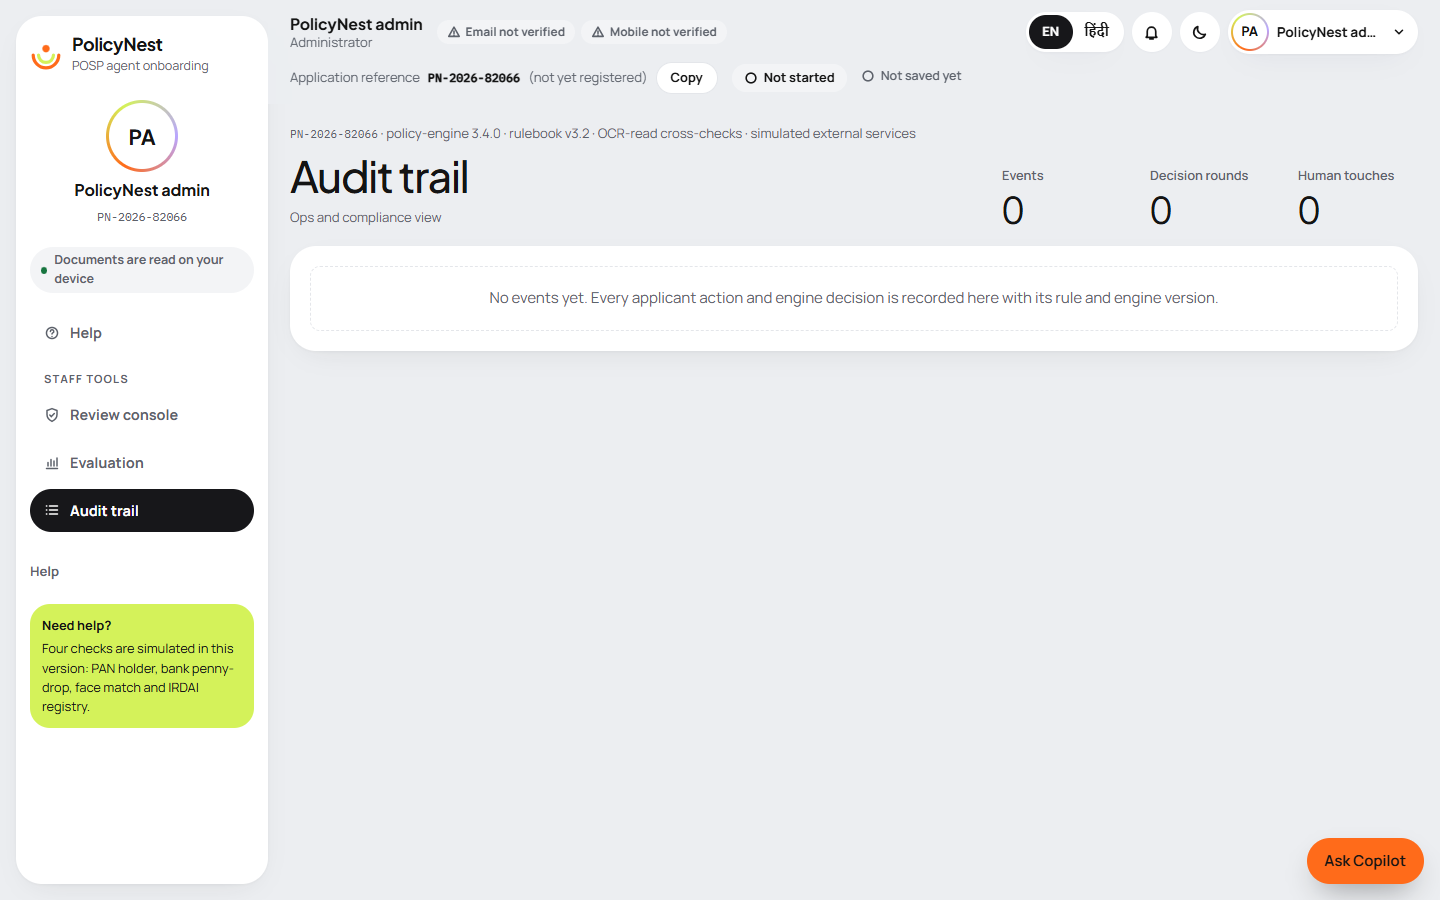 PolicyNest
POSP agent onboarding
PA
PolicyNest admin
PN-2026-82066
Documents are read on your
device
Help
STAFF TOOLS
Review console
Evaluation
Audit trail
Help
Need help?
Four checks are simulated in this
version: PAN holder, bank penny-
drop, face match and IRDAI
registry.
PolicyNest admin
Administrator
Email not verified
Mobile not verified
EN
हिंदी
PA
PolicyNest ad...
Application reference PN-2026-82066 (not yet registered)
Copy
Not started
Not saved yet
PN-2026-82066 · policy-engine 3.4.0 · rulebook v3.2 · OCR-read cross-checks · simulated external services
Audit trail
Ops and compliance view
Events
0
Decision rounds
0
Human touches
0
No events yet. Every applicant action and engine decision is recorded here with its rule and engine version.
Ask Copilot